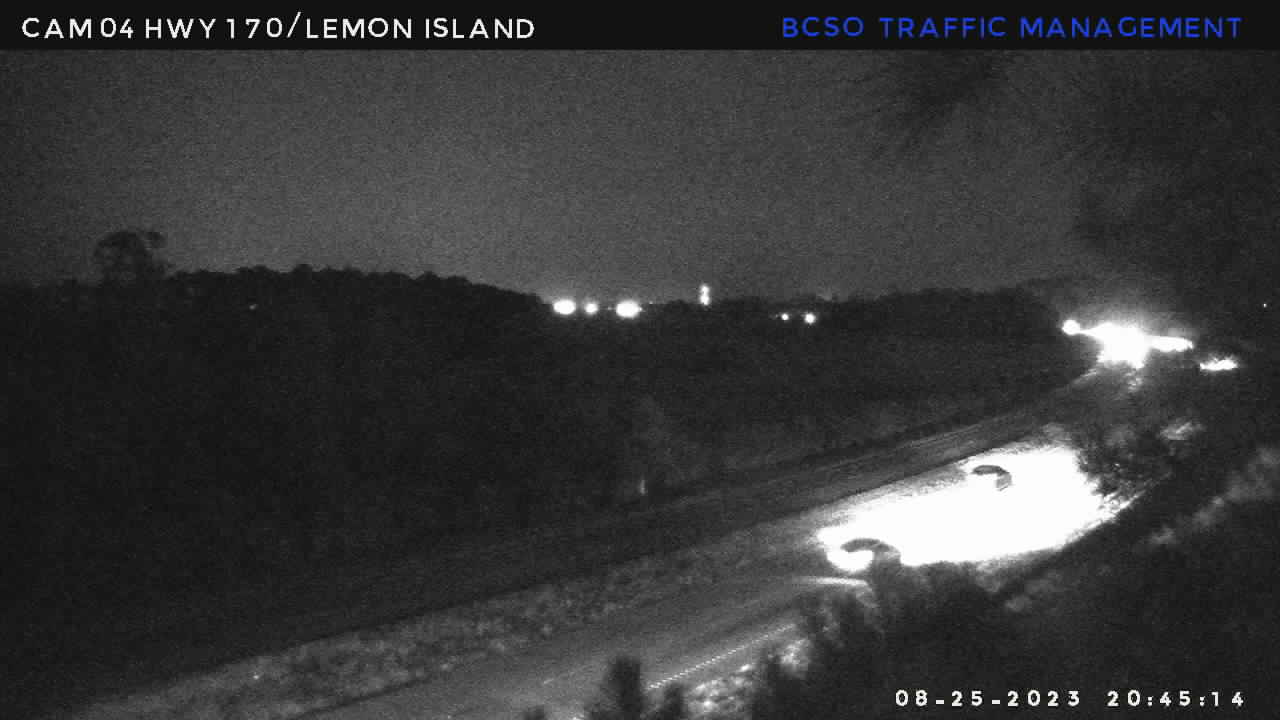 CAM04 HWY 170/LEMON ISLAND
BCSO TRAFFIC MANAGEMENT
08-25-2023 20:45:14